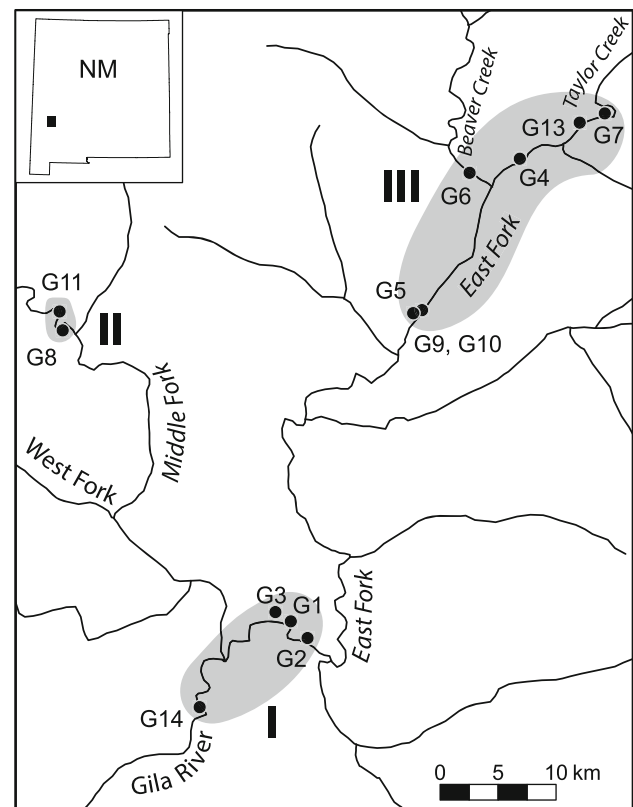 NM
Beaver Creek
Taylor Creek
G13
G7
G4
G6
III
East Fork
G5
G9, G10
G11
II
G8
Middle Fork
West Fork
G3
G1
East Fork
G2
G14
I
Gila River
0 5 10 km